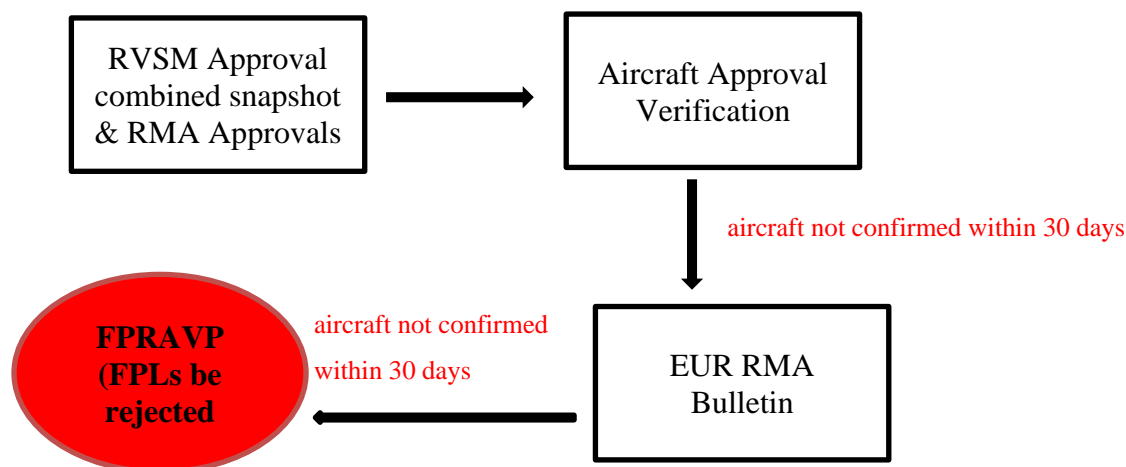 RVSM Approval
combined snapshot
& RMA Approvals
Aircraft Approval
Verification
aircraft not confirmed within 30 days
EUR RMA
Bulletin
aircraft not confirmed
within 30 days
FPRAVP
(FPLs be
rejected